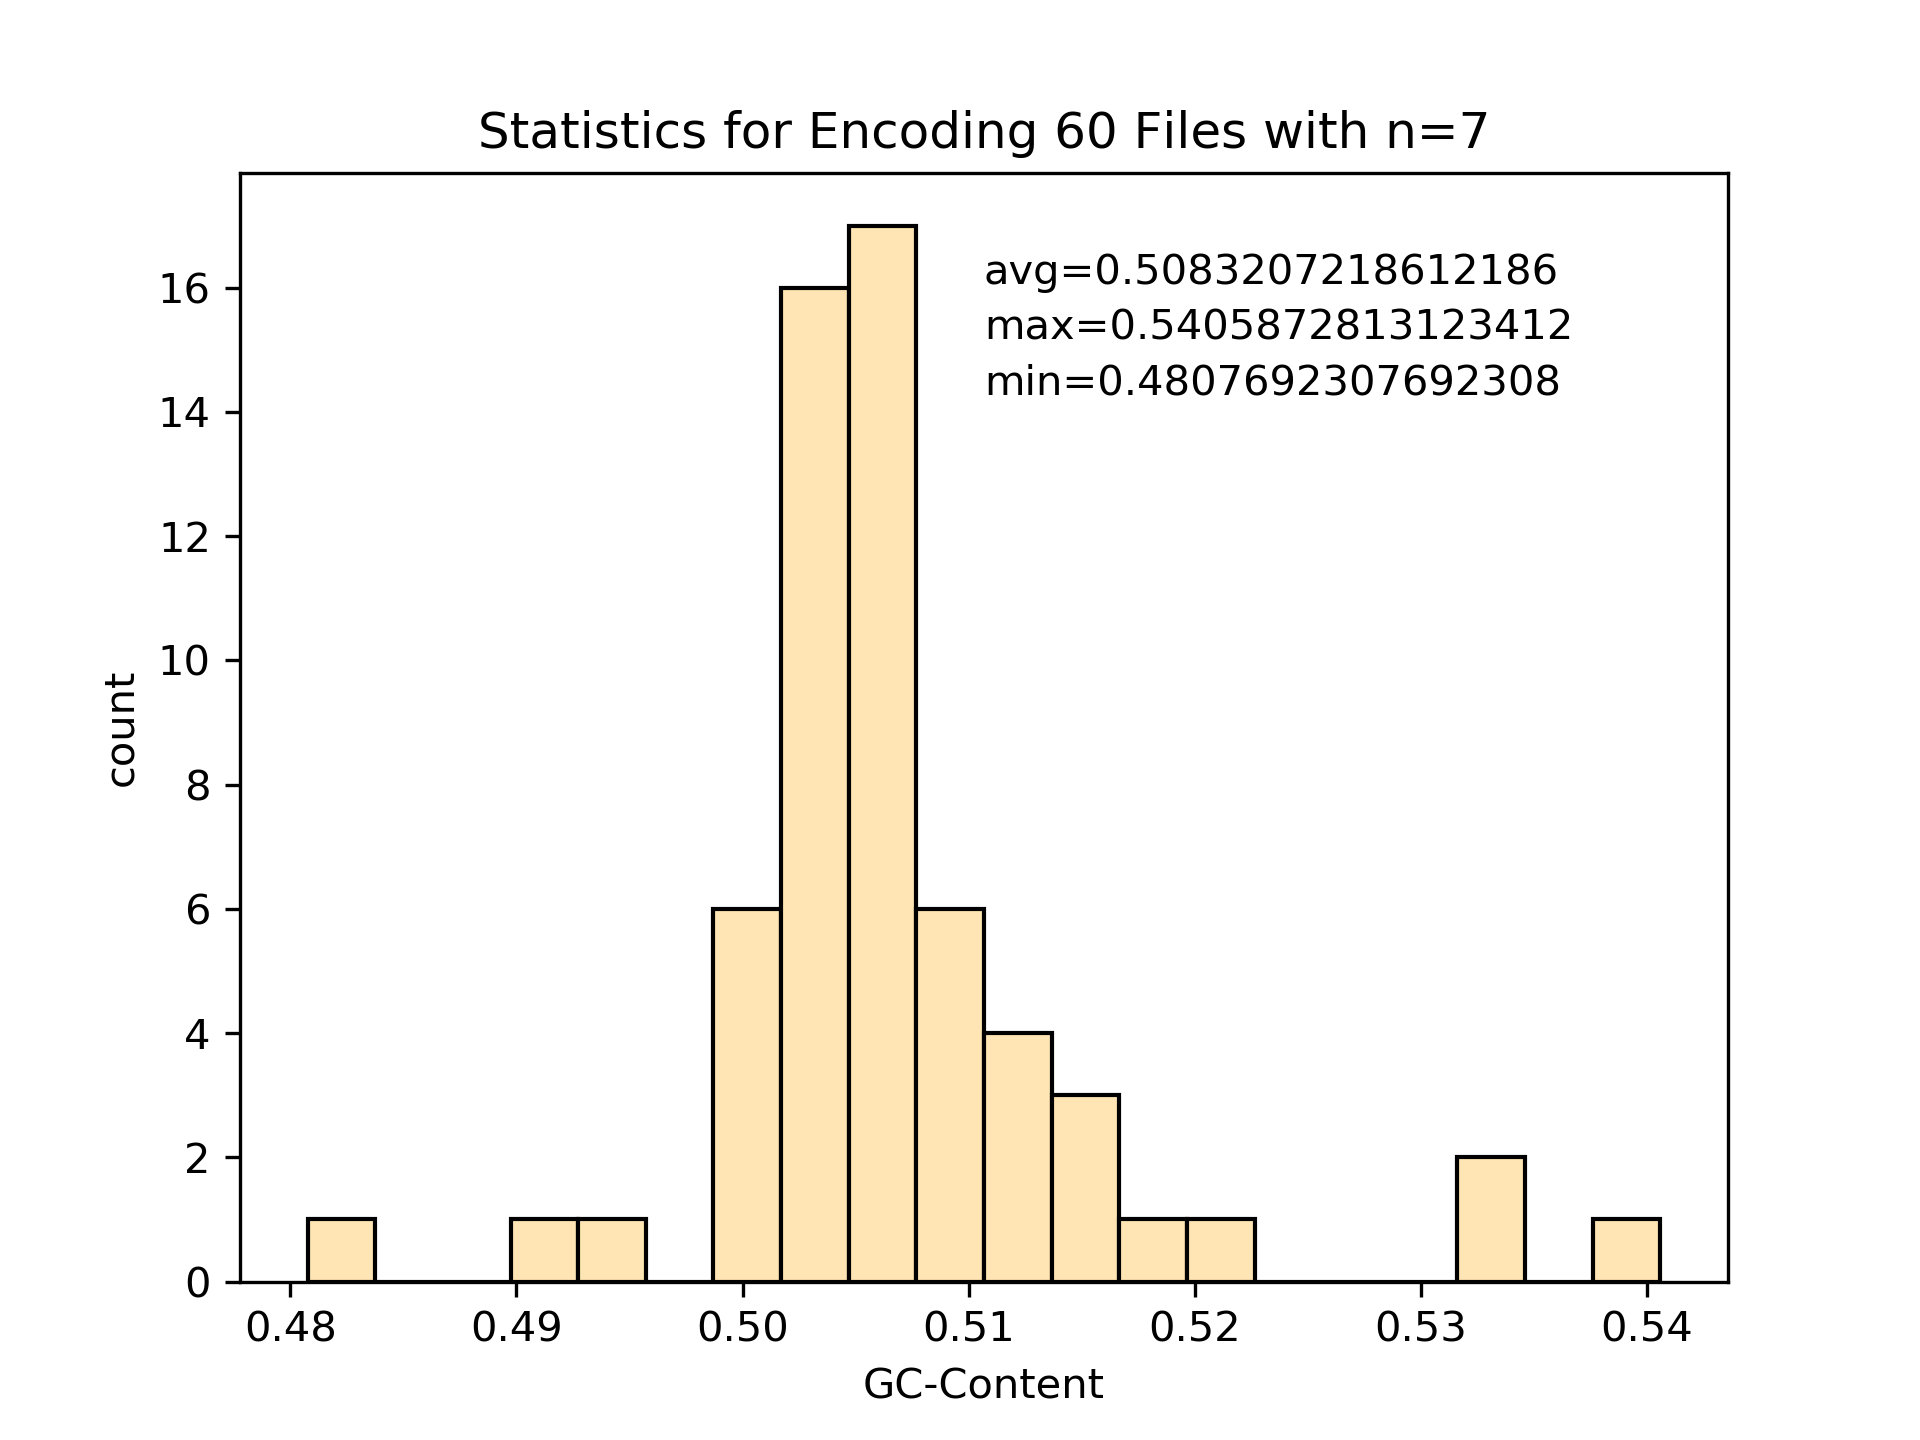 Statistics for Encoding 60 Files with n=7
avg=0.5083207218612186
max=0.5405872813123412
min=0.4807692307692308
16
14
12
10
8
6
4
2
0
count
0.48 0.49 0.50 0.51 0.52 0.53 0.54
GC-Content